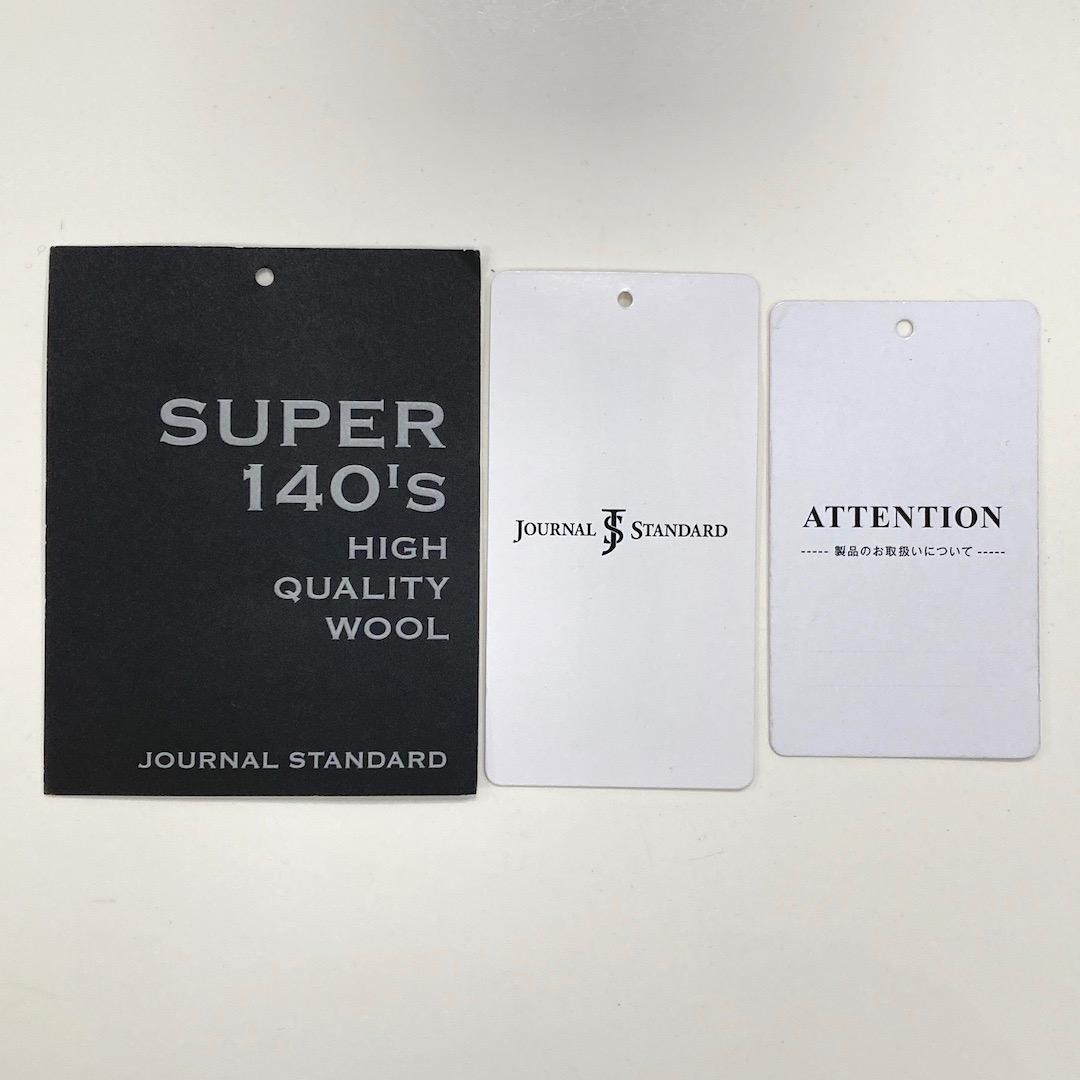 SUPER
140's
HIGH
QUALITY
WOOL
JOURNAL STANDARD
JOURNAL JS STANDARD
ATTENTION
----- 製品のお取扱いについて -----